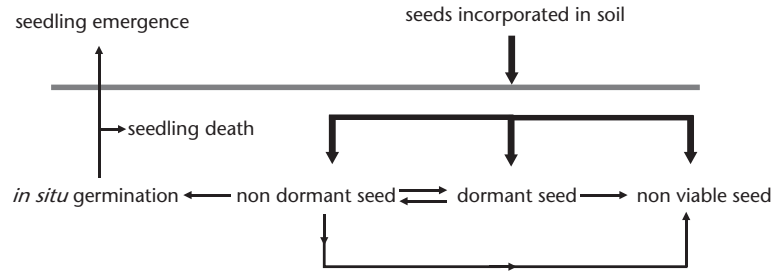 seedling emergence
seeds incorporated in soil
seedling death
in situ germination
non dormant seed
dormant seed
non viable seed